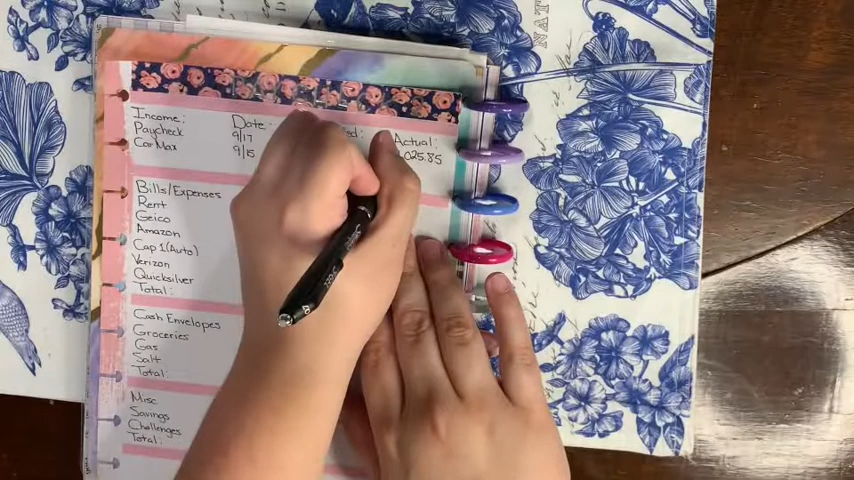 Income: Date: Actual:
Paycheck 9/17 025.85
CarMax 9/15
Bills/Expenses
Rent
Geico
Amazon
Cap 1 (Auto)
Verizon
Quicksilver
Total:
Cash Envelopes
Groceries
Gas
Salt
Total:
Misc
Savings
Challenges
Total: